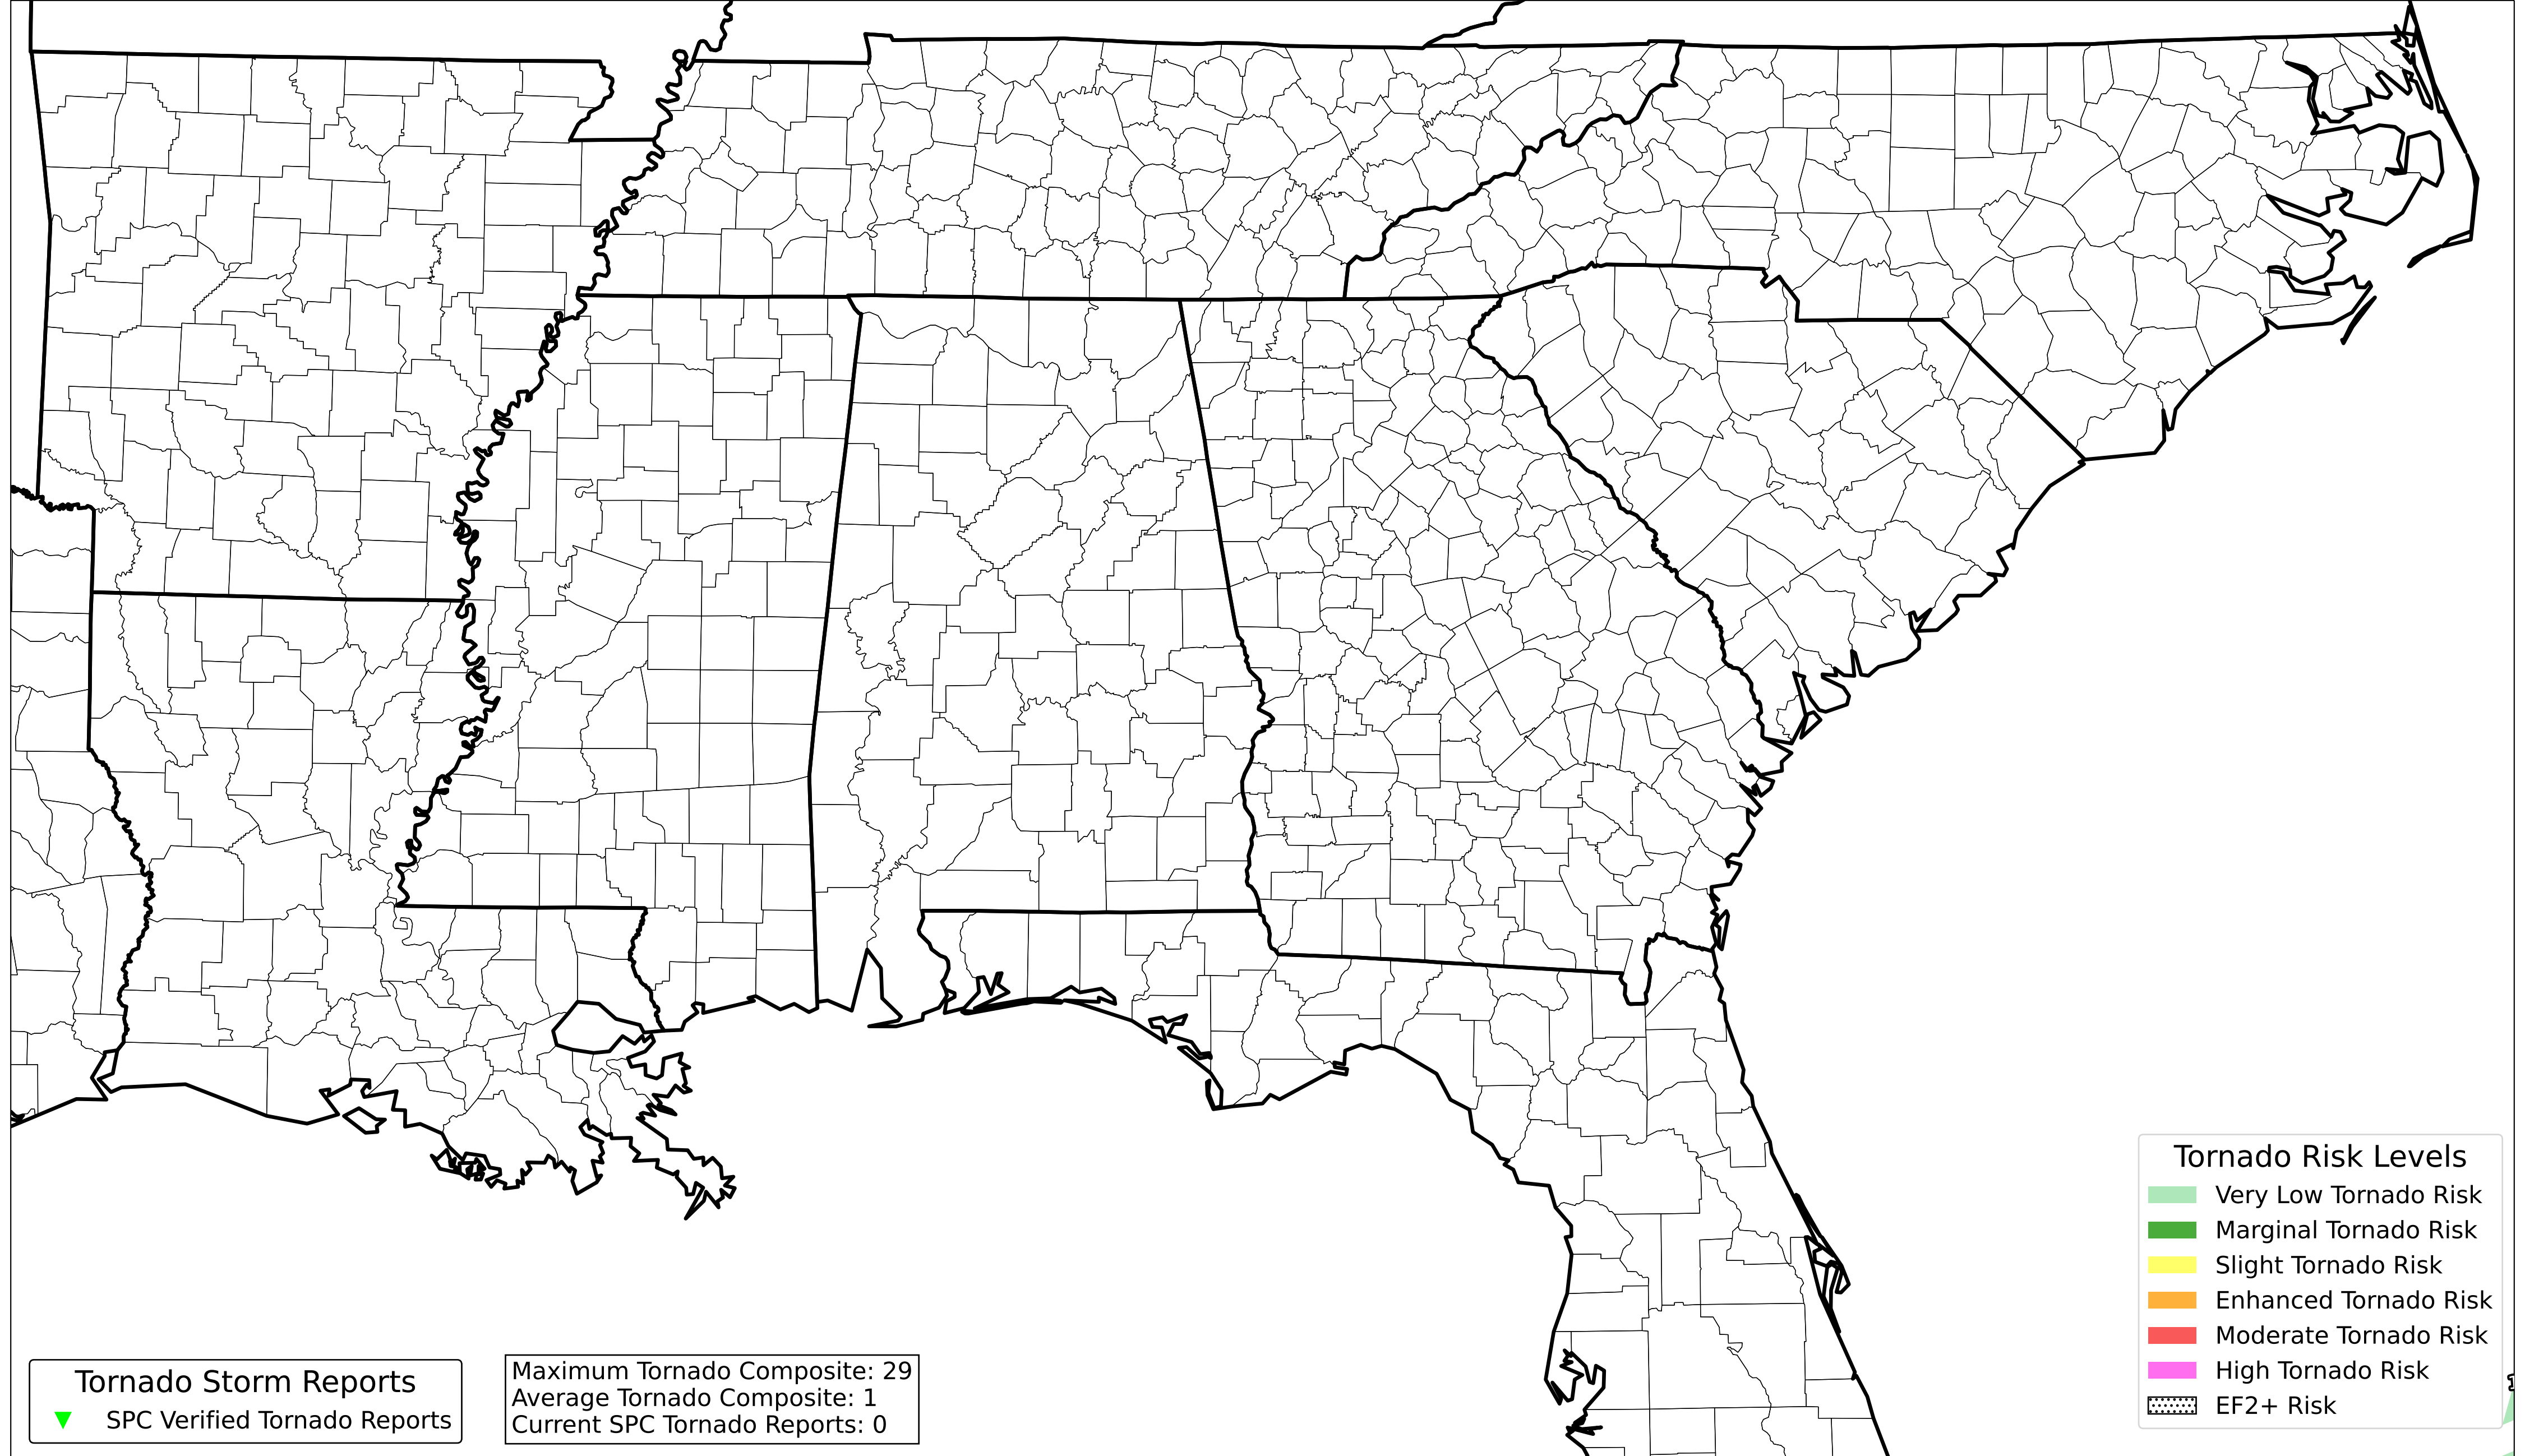 Tornado Storm Reports
SPC Verified Tornado Reports
Maximum Tornado Composite: 29
Average Tornado Composite: 1
Current SPC Tornado Reports: 0
Tornado Risk Levels
Very Low Tornado Risk
Marginal Tornado Risk
Slight Tornado Risk
Enhanced Tornado Risk
Moderate Tornado Risk
High Tornado Risk
EF2+ Risk